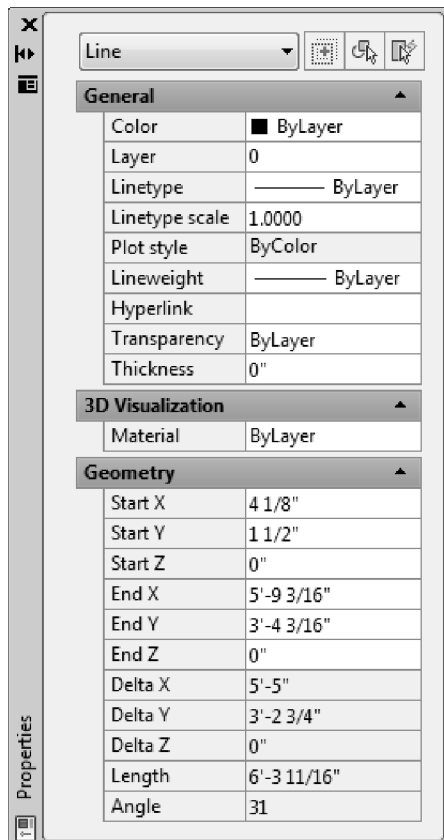 Line
General
Color ByLayer
Layer 0
Linetype ByLayer
Linetype scale 1.0000
Plot style ByColor
Lineweight ByLayer
Hyperlink
Transparency ByLayer
Thickness 0"
3D Visualization
Material ByLayer
Geometry
Start X 4 1/8"
Start Y 1 1/2"
Start Z 0"
End X 5'-9 3/16"
End Y 3'-4 3/16"
End Z 0"
Delta X 5'-5"
Delta Y 3'-2 3/4"
Delta Z 0"
Length 6'-3 11/16"
Angle 31
Properties